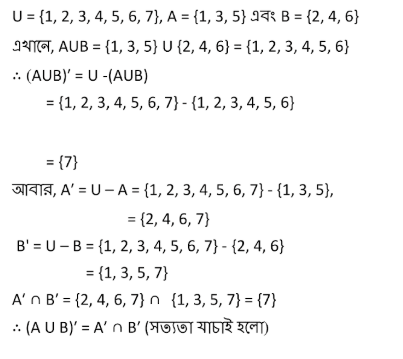 U = {1, 2, 3, 4, 5, 6, 7}, A = {1, 3, 5} এবং B = {2, 4, 6}
এখানে, AUB = {1, 3, 5} U {2, 4, 6} = {1, 2, 3, 4, 5, 6}
∴ (AUB)′ = U -(AUB)
= {1, 2, 3, 4, 5, 6, 7} - {1, 2, 3, 4, 5, 6}
= {7}
আবার, A′ = U – A = {1, 2, 3, 4, 5, 6, 7} - {1, 3, 5},
= {2, 4, 6, 7}
B' = U – B = {1, 2, 3, 4, 5, 6, 7} - {2, 4, 6}
= {1, 3, 5, 7}
A′ ∩ B′ = {2, 4, 6, 7} ∩ {1, 3, 5, 7} = {7}
∴ (A U B)′ = A′ ∩ B′ (সত্যতা যাচাই হলো)